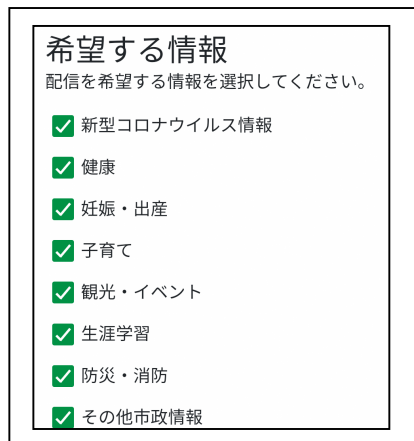 希望する情報
配信を希望する情報を選択してください。
新型コロナウイルス情報
健康
妊娠・出産
子育て
観光・イベント
生涯学習
防災・消防
その他市政情報